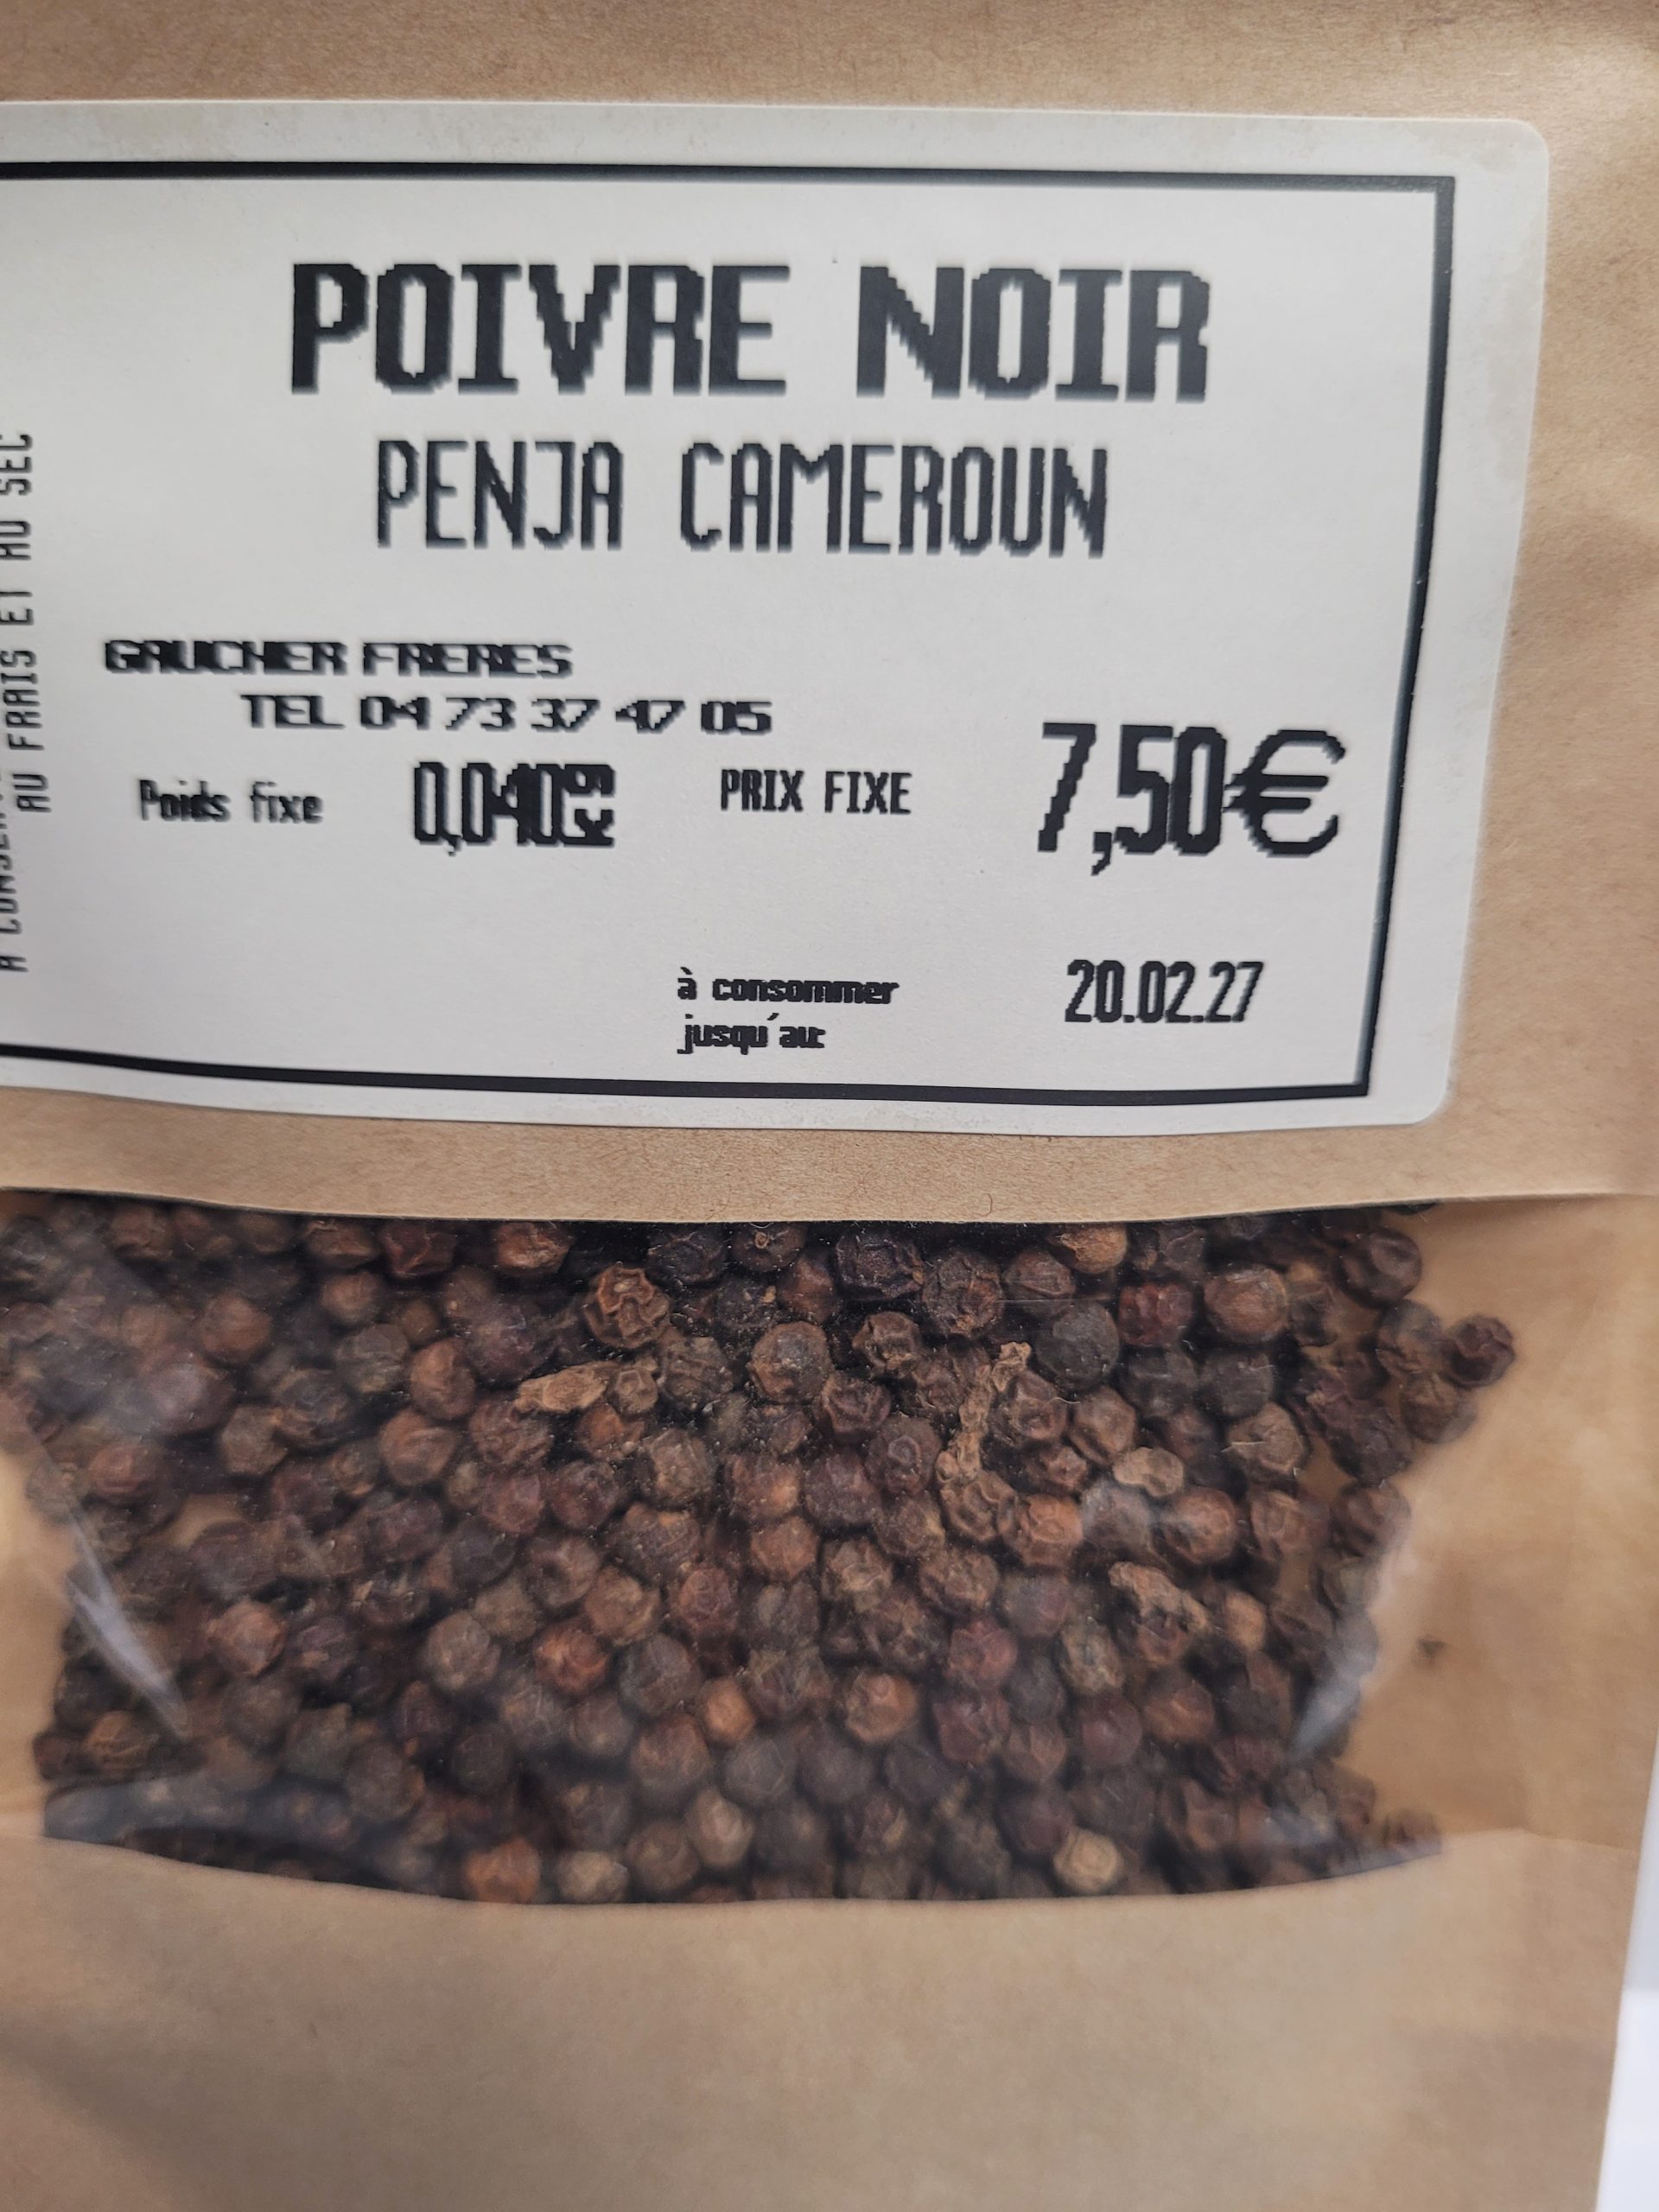 POIVRE NOIR
PENJA CAMEROUN
GAUCHER FRERES
TEL 04 73 37 47 05
Poids fixe 0,040kg PRIX FIXE 7,50€
à consommer 20.02.27
jusqu'au:
AU FRAIS ET AU SEC